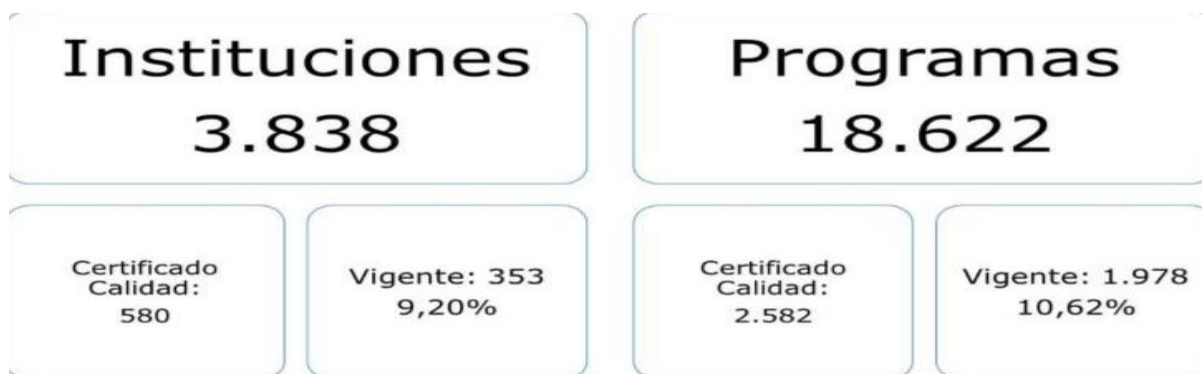 Instituciones
3.838
Programas
18.622
Certificado
Calidad:
580
Vigente: 353
9,20%
Certificado
Calidad:
2.582
Vigente: 1.978
10,62%